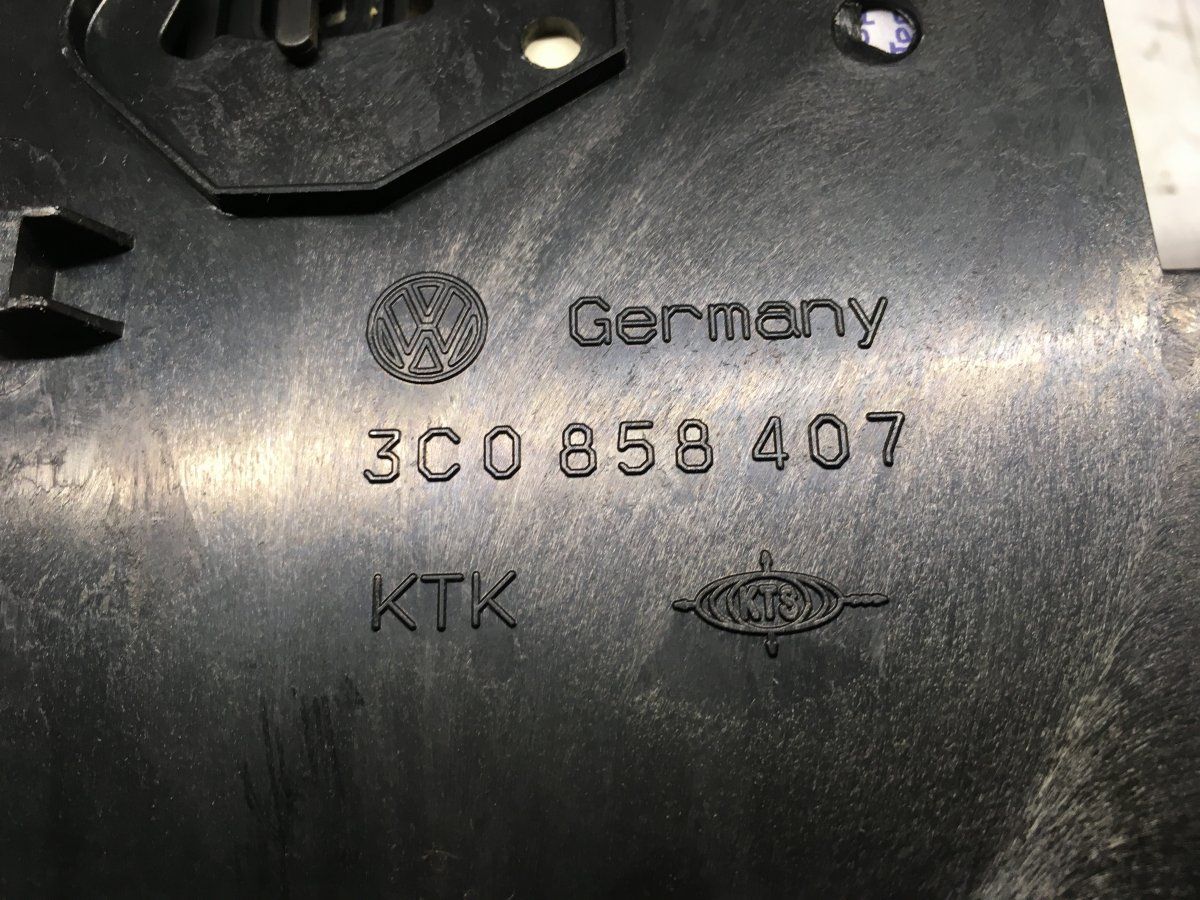 Germany
3C0 858 407
KTK
KTS